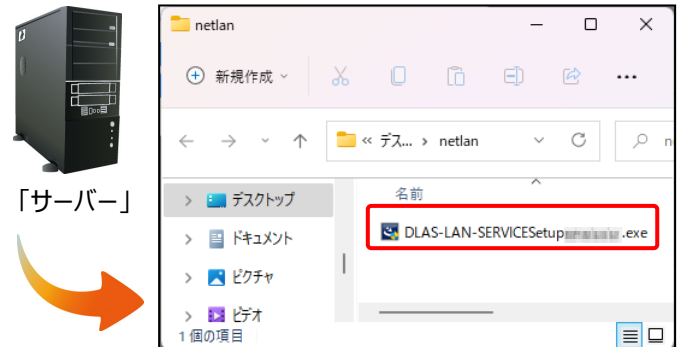 netlan
新規作成
デス...
netlan
n
「サーバー」
デスクトップ
ドキュメント
ピクチャ
ビデオ
名前
DLAS-LAN-SERVICESetup .exe
1 個の項目